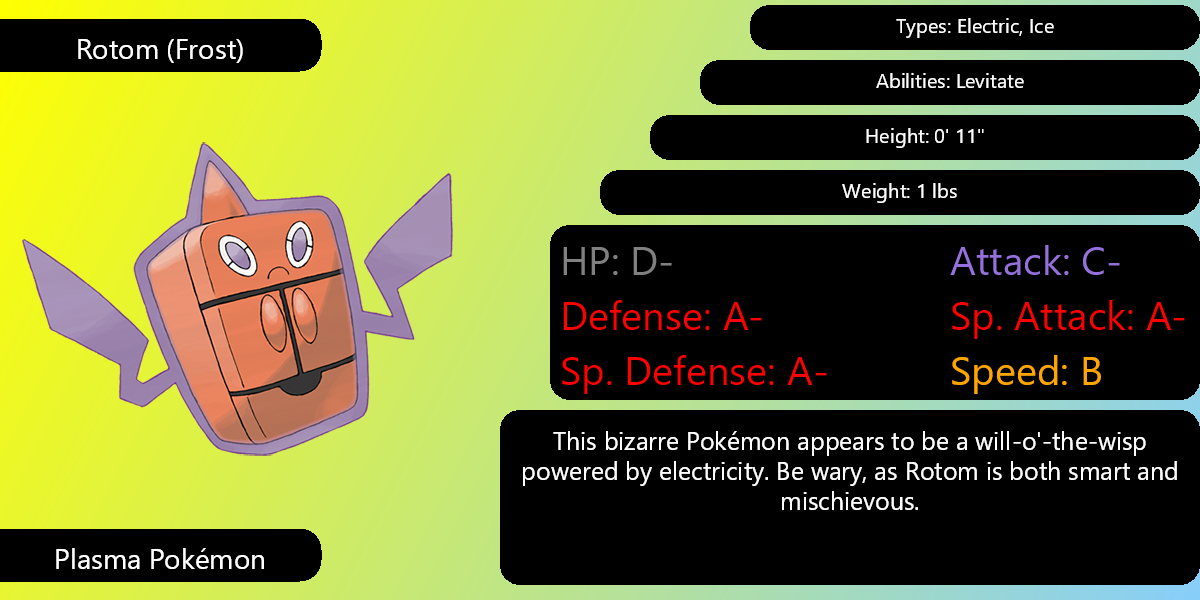 Rotom (Frost)
Types: Electric, Ice
Abilities: Levitate
Height: 0' 11"
Weight: 1 lbs
HP: D-
Attack: C-
Defense: A-
Sp. Attack: A-
Sp. Defense: A-
Speed: B
This bizarre Pokémon appears to be a will-o'-the-wisp
powered by electricity. Be wary, as Rotom is both smart and
mischievous.
Plasma Pokémon